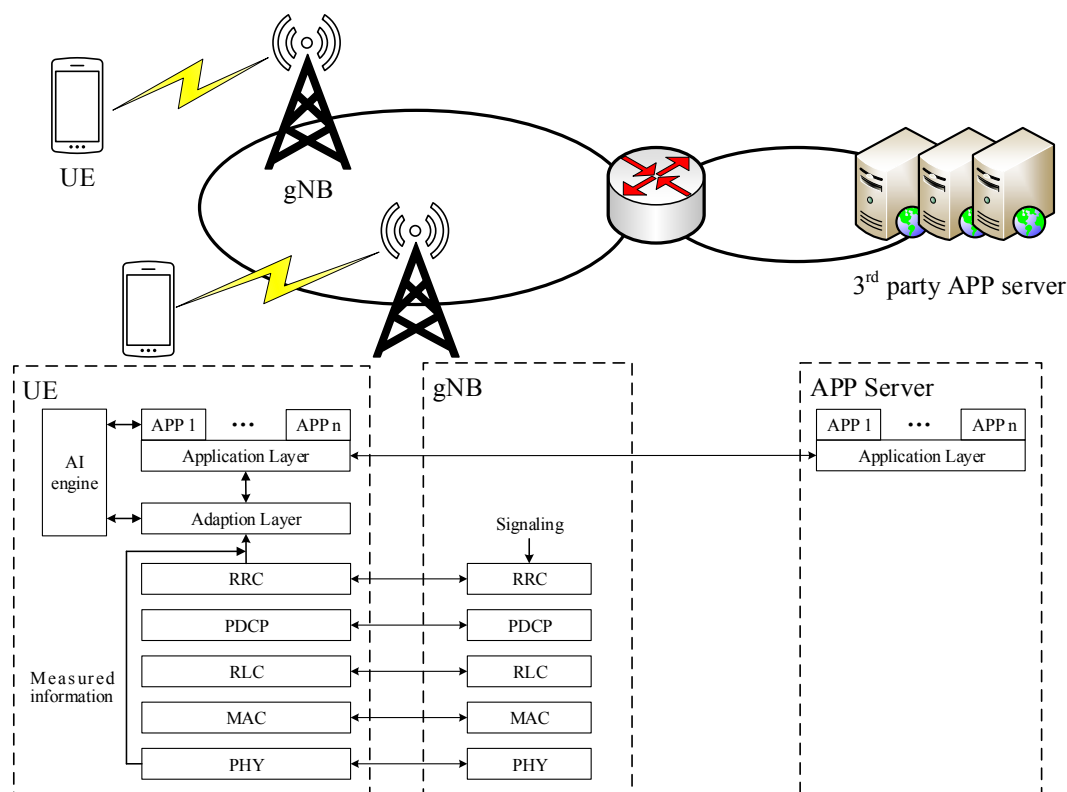 UE
gNB
3rd party APP server
UE
gNB
APP Server
APP 1 ... APP n
APP 1 ... APP n
AI
engine
Application Layer
Application Layer
Adaption Layer
Signaling
RRC
RRC
PDCP
PDCP
Measured
information
RLC
RLC
MAC
MAC
PHY
PHY